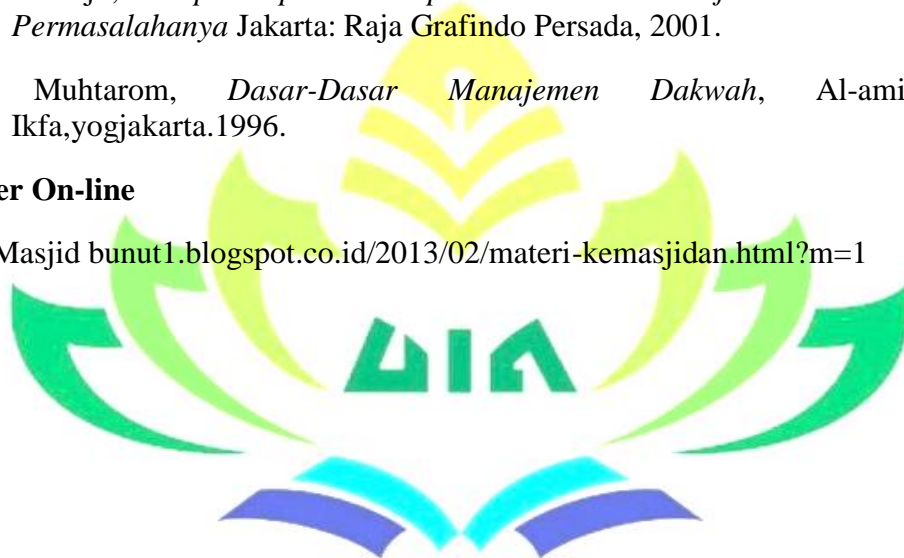 Permasalahanya Jakarta: Raja Grafindo Persada, 2001.
Muhtarom, Dasar-Dasar Manajemen Dakwah, Al-ami
Ikfa,yogjakarta.1996.
er On-line
Masjid bunut1.blogspot.co.id/2013/02/materi-kemasjidan.html?m=1
UIN